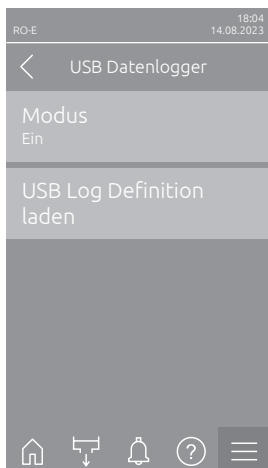 18:04
RO-E
14.08.2023
USB Datenlogger
Modus
Ein
USB Log Definition
laden
?